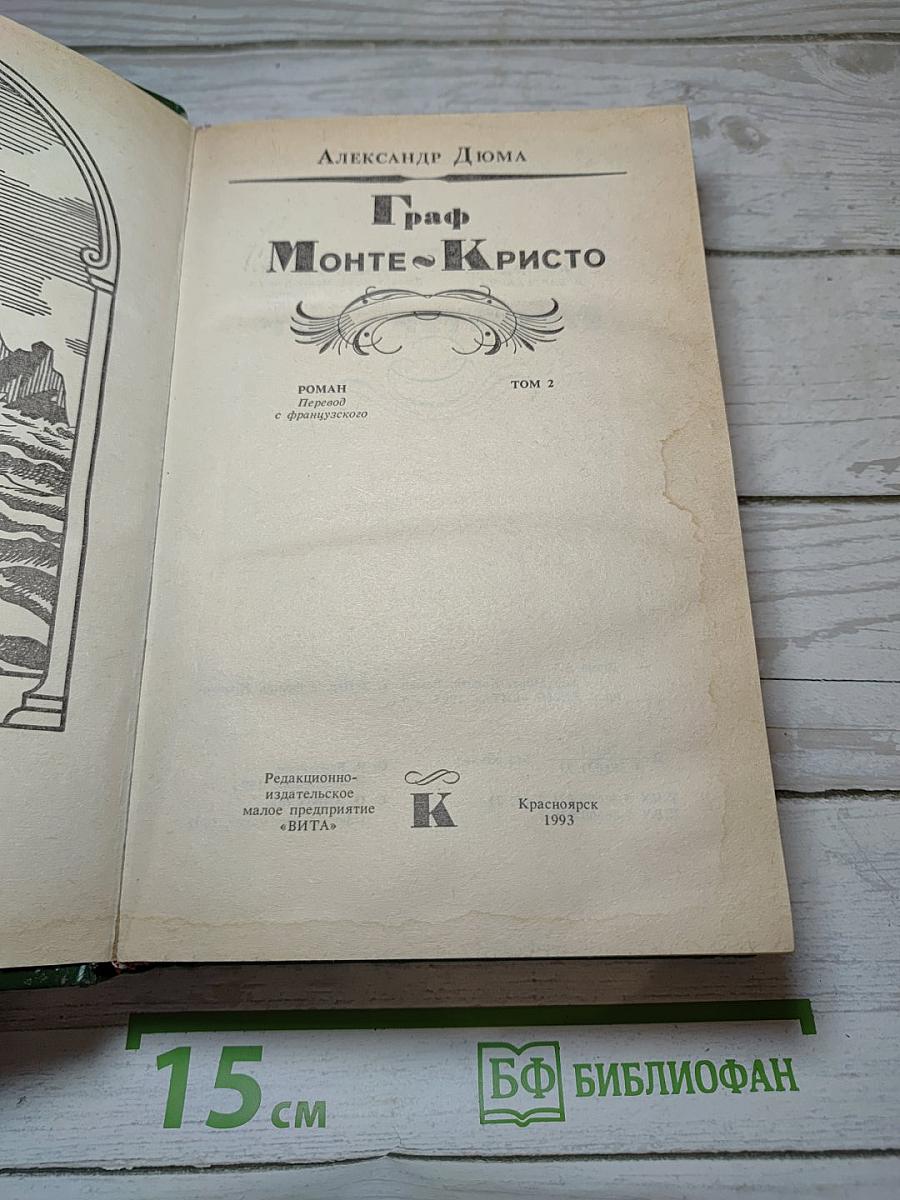 Александр Дюма
Граф
Монте~Кристо
РОМАН
Перевод
с французского
ТОМ 2
Редакционно-
издательское
малое предприятие
«ВИТА»
К
Красноярск
1993
15 см
БФ БИБЛИОФАН